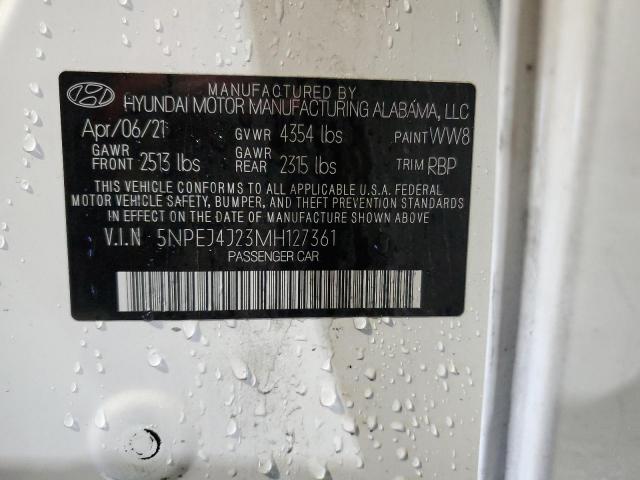 MANUFACTURED BY
HYUNDAI MOTOR MANUFACTURING ALABAMA, LLC
Apr/06/21 GVWR 4354 lbs PAINT WW8
GAWR FRONT 2513 lbs GAWR REAR 2315 lbs TRIM RBP
THIS VEHICLE CONFORMS TO ALL APPLICABLE U.S.A. FEDERAL
MOTOR VEHICLE SAFETY, BUMPER, AND THEFT PREVENTION STANDARDS
IN EFFECT ON THE DATE OF MANUFACTURE SHOWN ABOVE
V.I.N 5NPEJ4J23MH127361
PASSENGER CAR